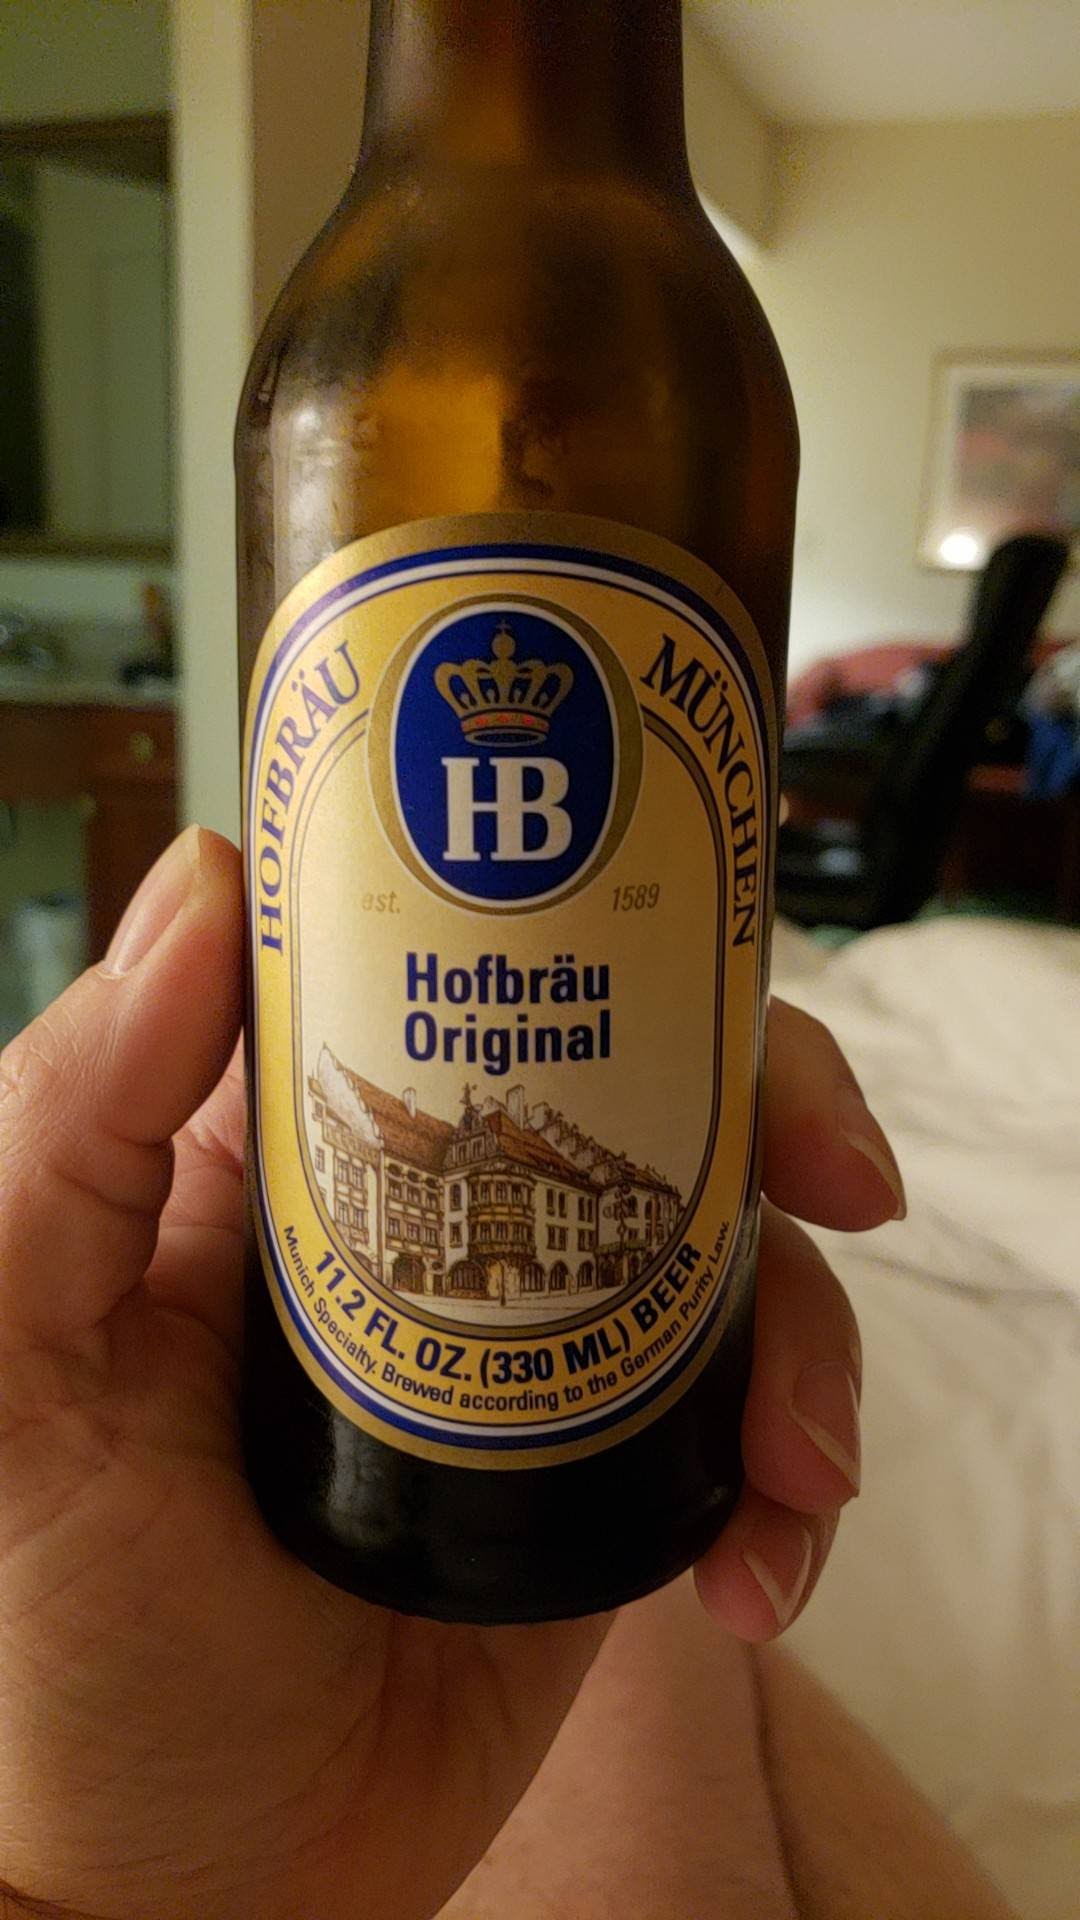 HOFBRÄU MÜNCHEN
HB
est. 1589
Hofbräu
Original
11.2 FL. OZ. (330 ML) BEER
Munich Specialty. Brewed according to the German Purity Law.